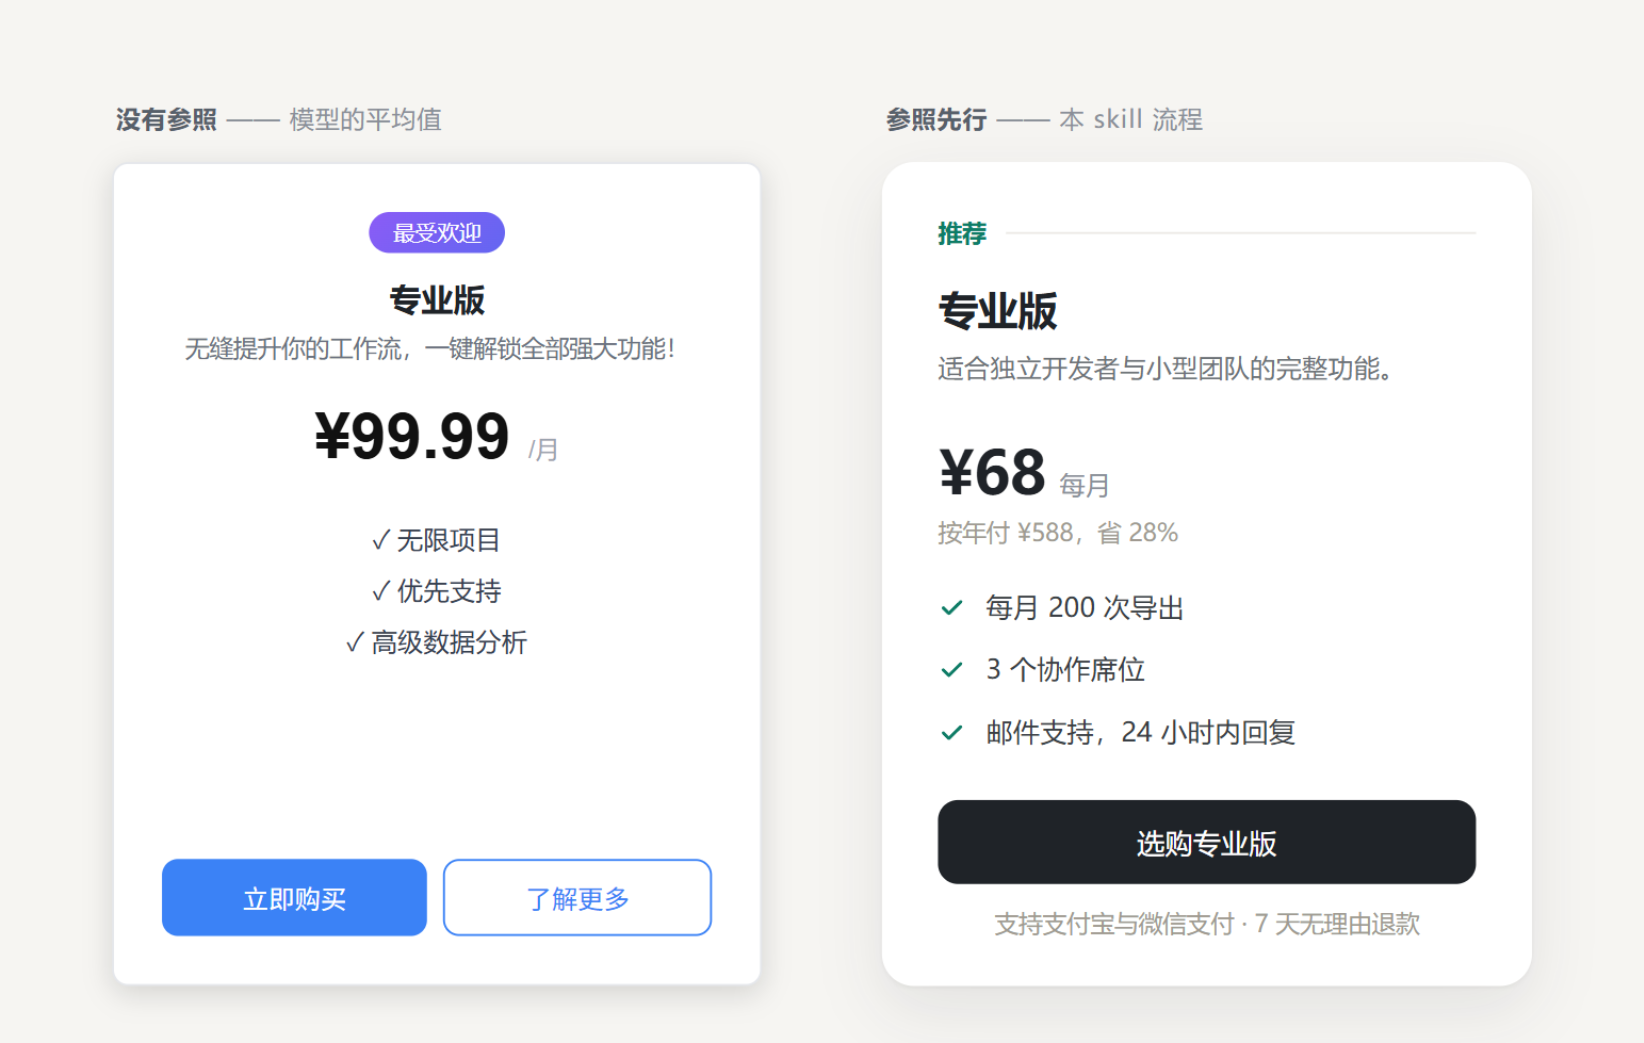 没有参照 —— 模型的平均值
最受欢迎
专业版
无缝提升你的工作流，一键解锁全部强大功能！
¥99.99 /月
✓ 无限项目
✓ 优先支持
✓ 高级数据分析
立即购买
了解更多
参照先行 —— 本 skill 流程
推荐
专业版
适合独立开发者与小型团队的完整功能。
¥68 每月
按年付 ¥588，省 28%
✓ 每月 200 次导出
✓ 3 个协作席位
✓ 邮件支持，24 小时内回复
选购专业版
支持支付宝与微信支付 · 7 天无理由退款